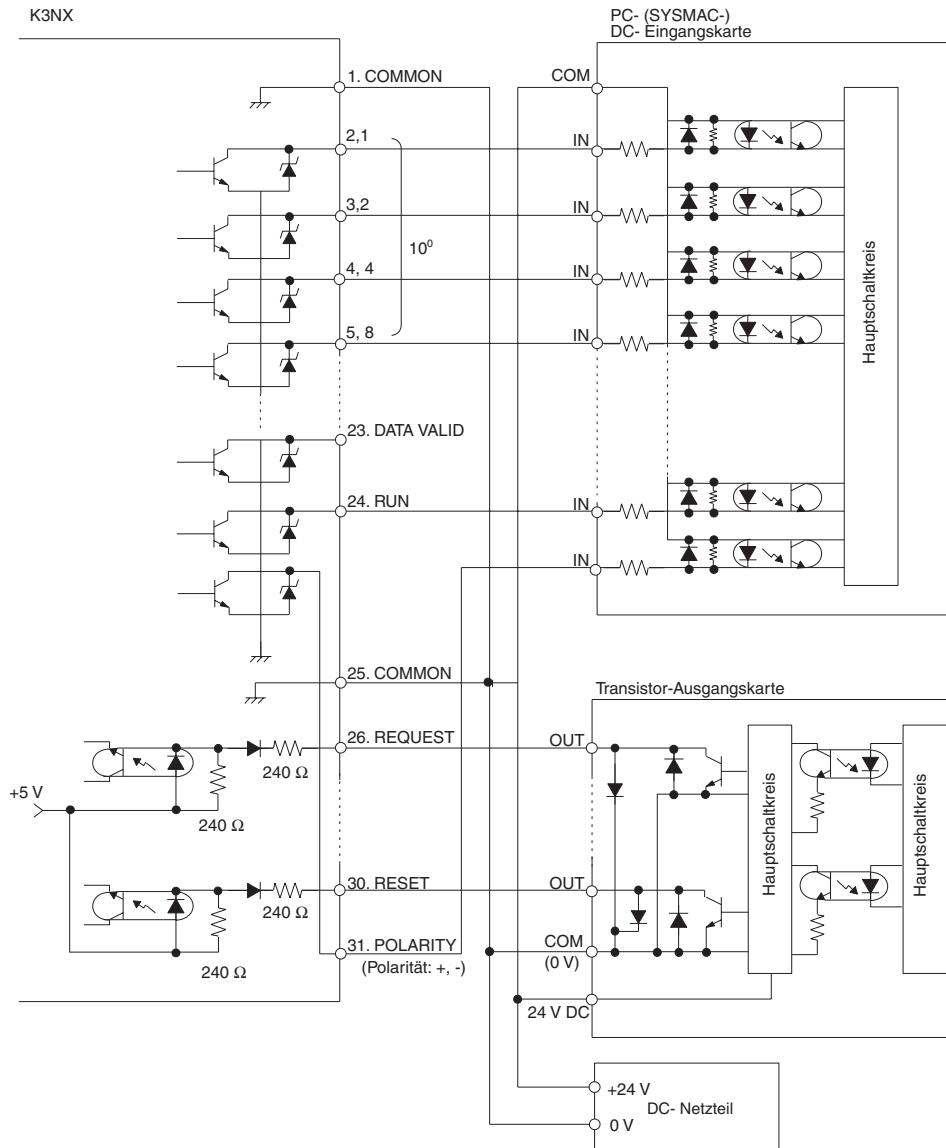 K3NX
PC- (SYSMAC-)
DC- Eingangskarte
1. COMMON
COM
2,1
IN
3,2
IN
10⁰
4, 4
IN
5, 8
IN
Hauptschaltkreis
23. DATA VALID
24. RUN
IN
IN
25. COMMON
Transistor-Ausgangskarte
26. REQUEST
OUT
240 Ω
+5 V
240 Ω
Hauptschaltkreis
Hauptschaltkreis
30. RESET
OUT
240 Ω
COM
(0 V)
31. POLARITY
(Polarität: +, -)
240 Ω
24 V DC
+24 V
DC- Netzteil
0 V